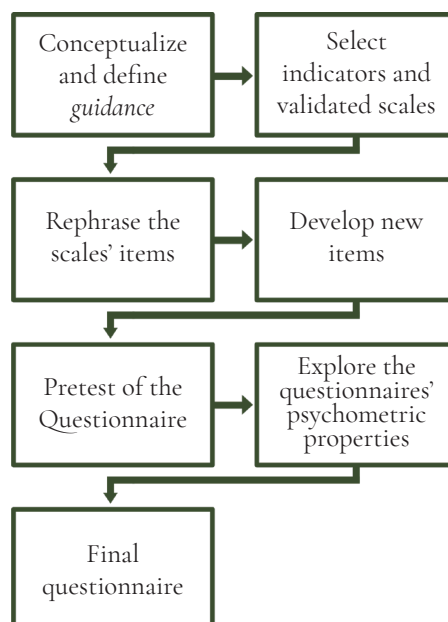 Conceptualize
and define
guidance
Select
indicators and
validated scales
Rephrase the
scales’ items
Develop new
items
Pretest of the
Questionnaire
Explore the
questionnaires’
psychometric
properties
Final
questionnaire